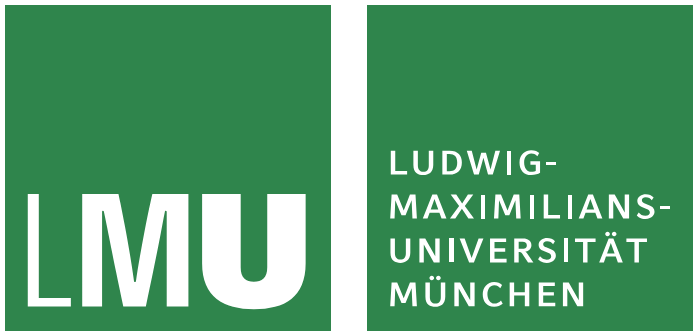 LMU
LUDWIG-
MAXIMILIANS-
UNIVERSITÄT
MÜNCHEN